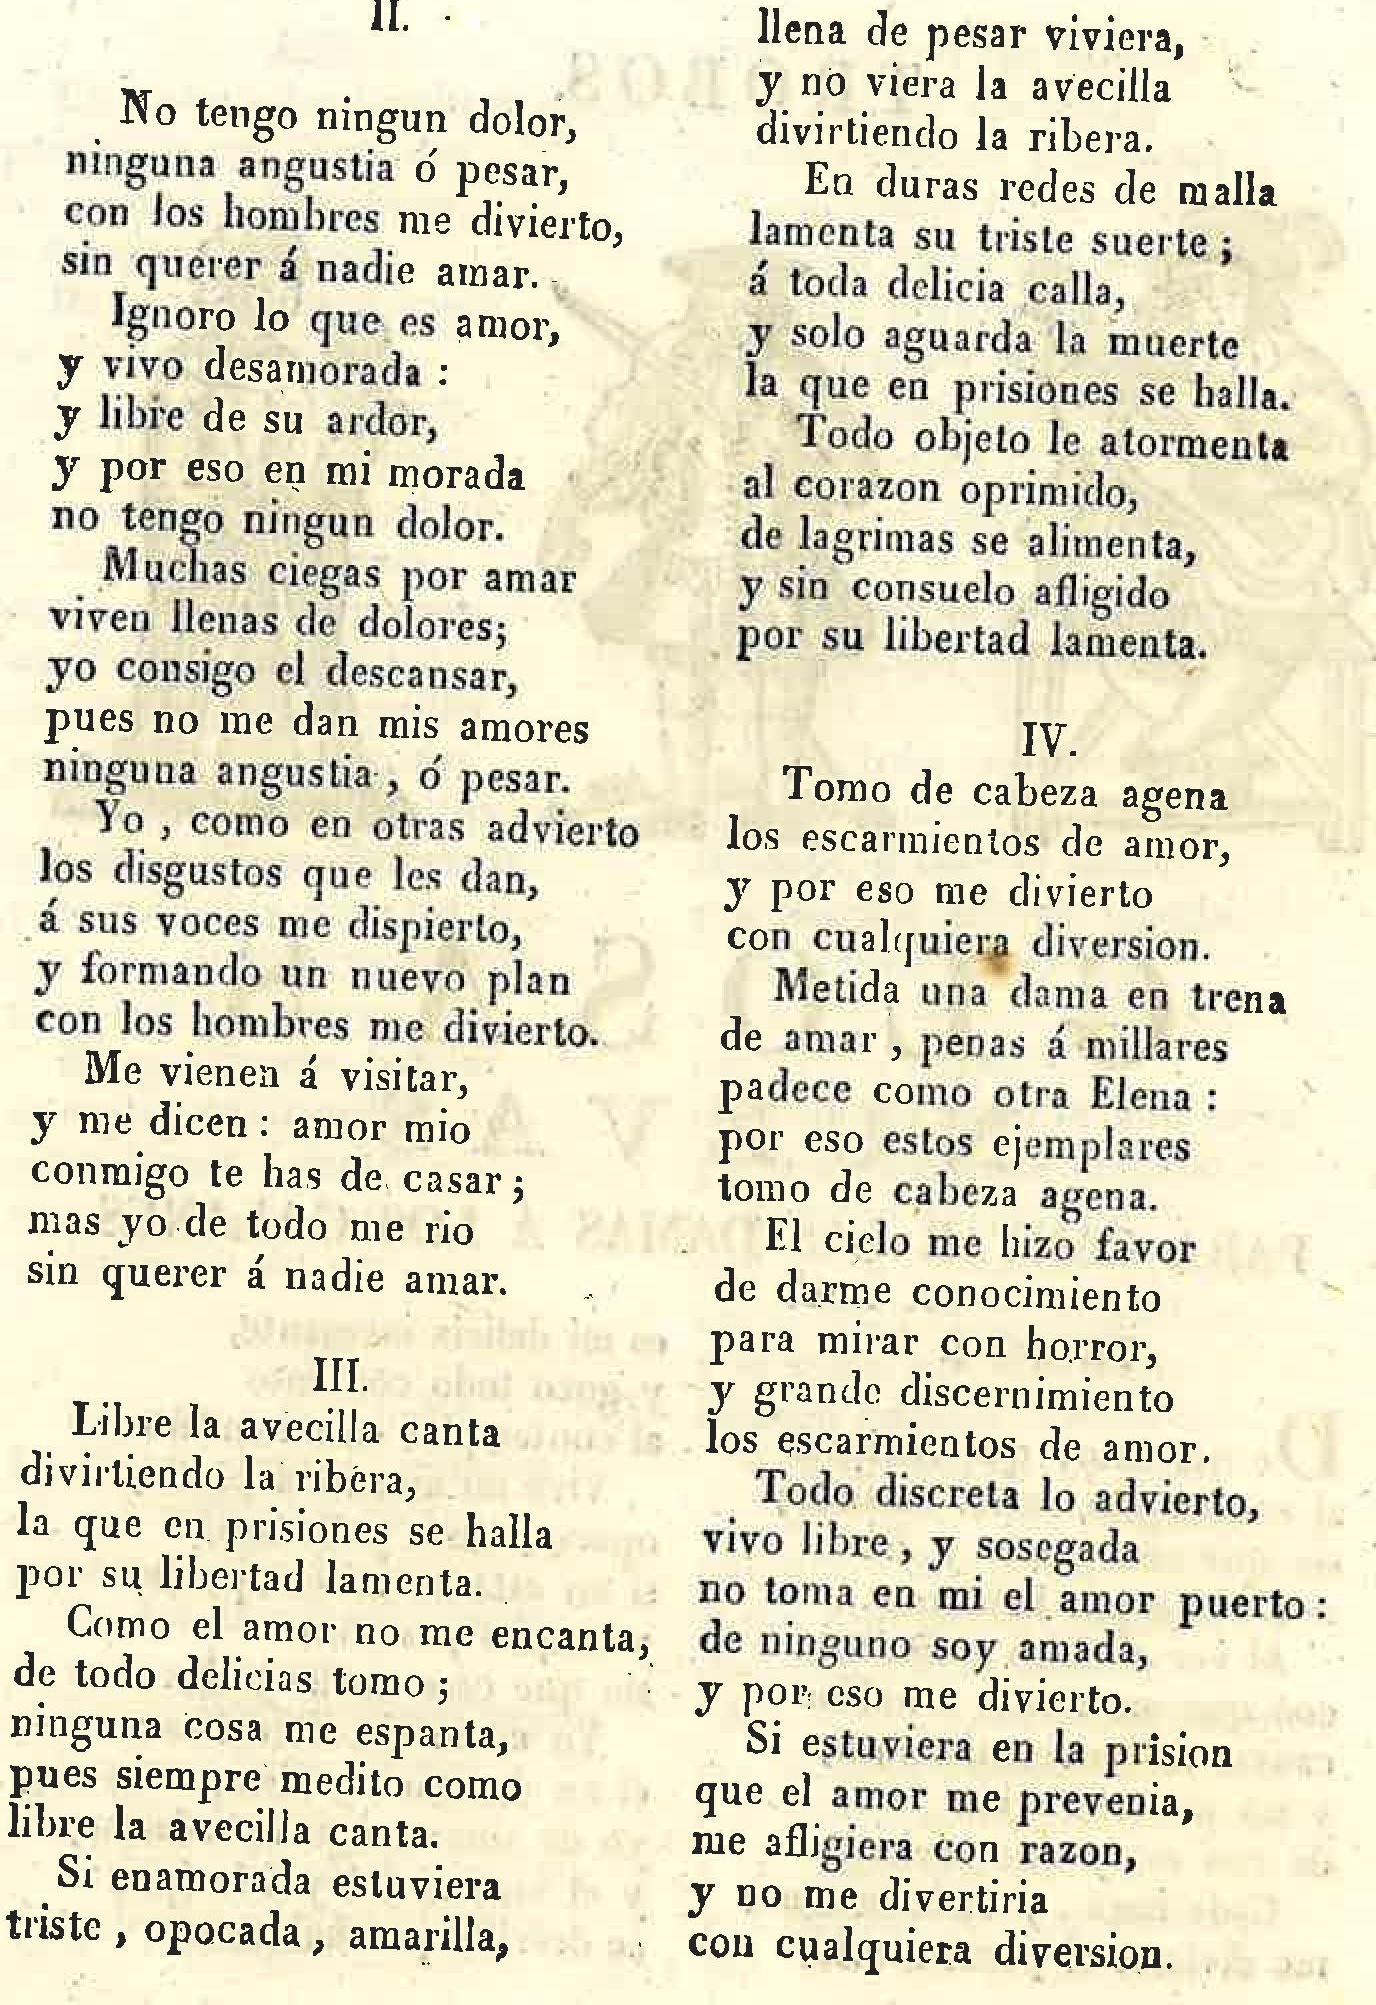 II.
No tengo ningun dolor,
ninguna angustia ó pesar,
con los hombres me divierto,
sin querer á nadie amar.
Ignoro lo que es amor,
y vivo desamorada :
y libre de su ardor,
y por eso en mi morada
no tengo ningun dolor.
Muchas ciegas por amar
viven llenas de dolores;
yo consigo el descansar,
pues no me dan mis amores
ninguna angustia , ó pesar.
Yo , como en otras advierto
los disgustos que les dan,
á sus voces me dispierto,
y formando un nuevo plan
con los hombres me divierto.
Me vienen á visitar,
y me dicen : amor mio
conmigo te has de casar ;
mas yo de todo me rio
sin querer á nadie amar.
III.
Libre la avecilla canta
divirtiendo la ribera,
la que en prisiones se halla
por su libertad lamenta.
Como el amor no me encanta,
de todo delicias tomo ;
ninguna cosa me espanta,
pues siempre medito como
libre la avecilla canta.
Si enamorada estuviera
triste , opocada , amarilla,
llena de pesar viviera,
y no viera la avecilla
divirtiendo la ribera.
En duras redes de malla
lamenta su triste suerte ;
á toda delicia calla,
y solo aguarda la muerte
la que en prisiones se halla.
Todo objeto le atormenta
al corazon oprimido,
de lagrimas se alimenta,
y sin consuelo afligido
por su libertad lamenta.
IV.
Tomo de cabeza agena
los escarmientos de amor,
y por eso me divierto
con cualquiera diversion.
Metida una dama en trena
de amar , penas á millares
padece como otra Elena :
por eso estos ejemplares
tomo de cabeza agena.
El cielo me hizo favor
de darme conocimiento
para mirar con horror,
y grande discernimiento
los escarmientos de amor.
Todo discreta lo advierto,
vivo libre , y sosegada
no toma en mi el amor puerto :
de ninguno soy amada,
y por eso me divierto.
Si estuviera en la prision
que el amor me prevenia,
me afligiera con razon,
y no me divertiria
con cualquiera diversion.